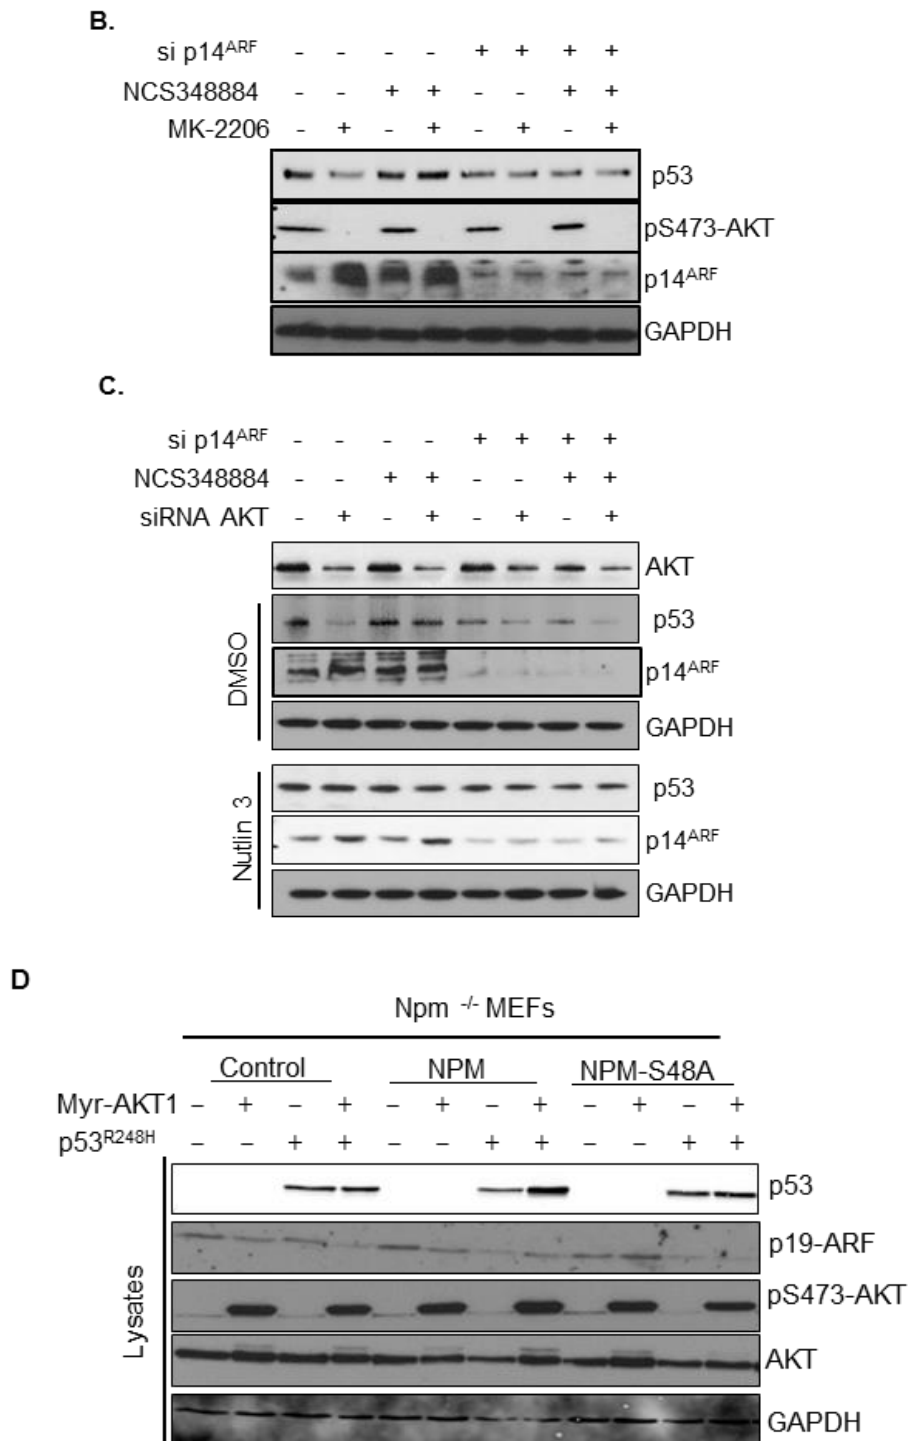 B.
si p14ARF - - - - + + + +
NCS348884 - - + + - - + +
MK-2206 - + - + - + - +
p53
pS473-AKT
p14ARF
GAPDH
C.
si p14ARF - - - - + + + +
NCS348884 - - + + - - + +
siRNA AKT - + - + - + - +
AKT
DMSO
p53
p14ARF
GAPDH
Nutlin 3
p53
p14ARF
GAPDH
D
Npm -/- MEFs
Control NPM NPM-S48A
Myr-AKT1 - + - + - + - + - + - +
p53R248H - - + + - - + + - - + +
Lysates
p53
p19-ARF
pS473-AKT
AKT
GAPDH